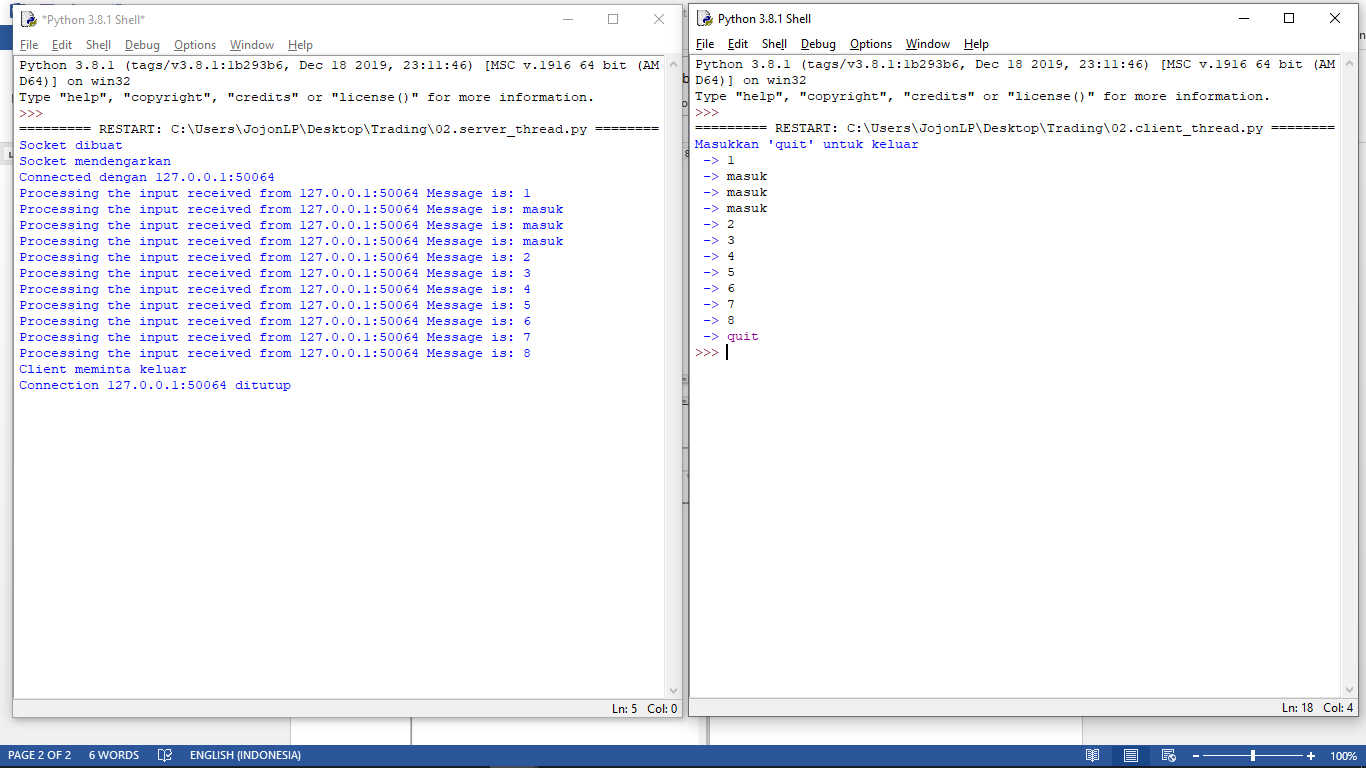 *Python 3.8.1 Shell*
File Edit Shell Debug Options Window Help
Python 3.8.1 (tags/v3.8.1:1b293b6, Dec 18 2019, 23:11:46) [MSC v.1916 64 bit (AM
D64)] on win32
Type "help", "copyright", "credits" or "license()" for more information.
>>>
========= RESTART: C:\Users\JojonLP\Desktop\Trading\02.server_thread.py ========
Socket dibuat
Socket mendengarkan
Connected dengan 127.0.0.1:50064
Processing the input received from 127.0.0.1:50064 Message is: 1
Processing the input received from 127.0.0.1:50064 Message is: masuk
Processing the input received from 127.0.0.1:50064 Message is: masuk
Processing the input received from 127.0.0.1:50064 Message is: masuk
Processing the input received from 127.0.0.1:50064 Message is: 2
Processing the input received from 127.0.0.1:50064 Message is: 3
Processing the input received from 127.0.0.1:50064 Message is: 4
Processing the input received from 127.0.0.1:50064 Message is: 5
Processing the input received from 127.0.0.1:50064 Message is: 6
Processing the input received from 127.0.0.1:50064 Message is: 7
Processing the input received from 127.0.0.1:50064 Message is: 8
Client meminta keluar
Connection 127.0.0.1:50064 ditutup
Ln: 5 Col: 0
Python 3.8.1 Shell
File Edit Shell Debug Options Window Help
Python 3.8.1 (tags/v3.8.1:1b293b6, Dec 18 2019, 23:11:46) [MSC v.1916 64 bit (AM
D64)] on win32
Type "help", "copyright", "credits" or "license()" for more information.
>>>
========= RESTART: C:\Users\JojonLP\Desktop\Trading\02.client_thread.py ========
Masukkan 'quit' untuk keluar
-> 1
-> masuk
-> masuk
-> masuk
-> 2
-> 3
-> 4
-> 5
-> 6
-> 7
-> 8
-> quit
>>>
Ln: 18 Col: 4
PAGE 2 OF 2 6 WORDS ENGLISH (INDONESIA) 100%